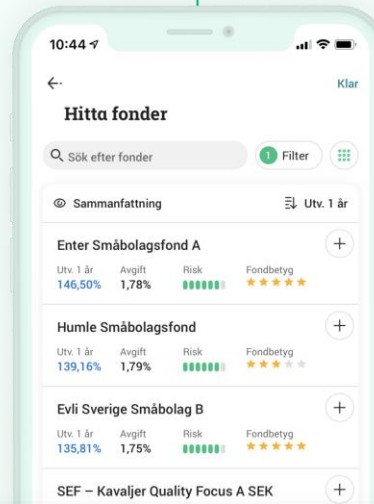 10:44
Klar
Hitta fonder
Sök efter fonder
1 Filter
Sammanfattning Utv. 1 år
Enter Småbolagsfond A
Utv. 1 år Avgift Risk Fondbetyg
146,50% 1,78%
Humle Småbolagsfond
Utv. 1 år Avgift Risk Fondbetyg
139,16% 1,79%
Evli Sverige Småbolag B
Utv. 1 år Avgift Risk Fondbetyg
135,81% 1,75%
SEF – Kavaljer Quality Focus A SEK